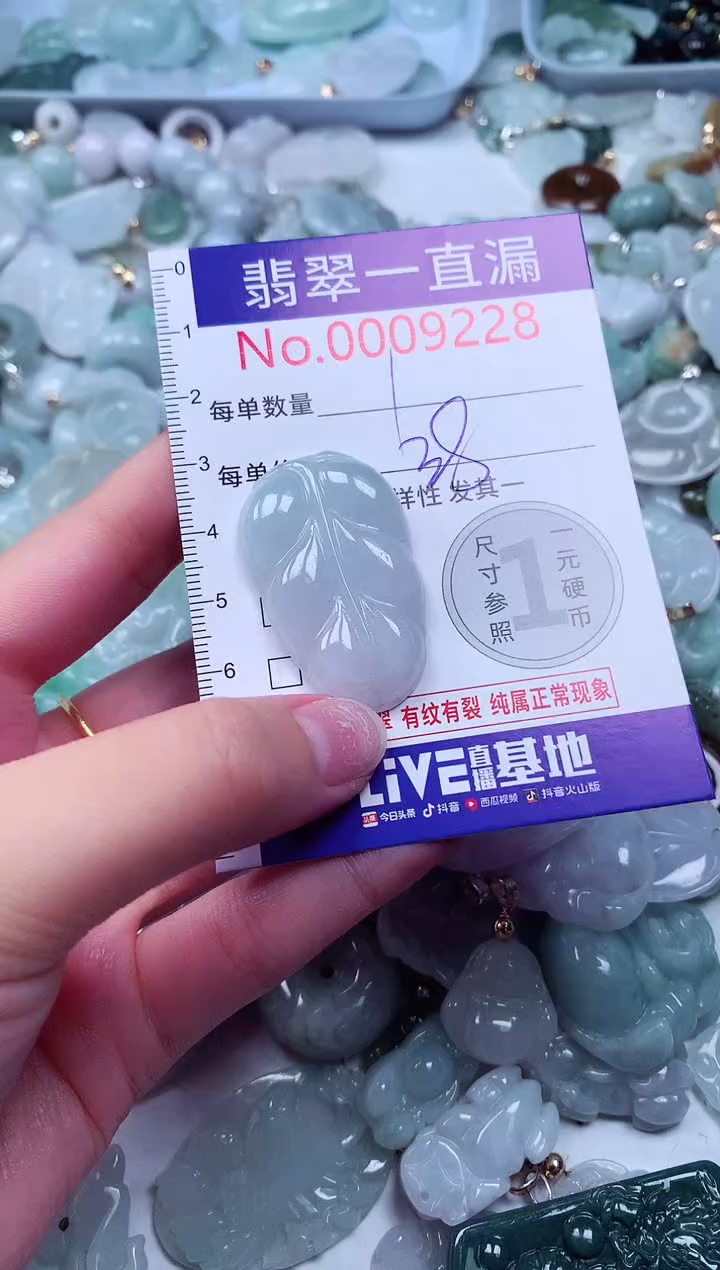 翡翠一直漏
No.0009228
0
1
2
3
4
5
6
每单数量
每单
38
样性 发其一
尺寸参照
1
一元硬币
有纹有裂 纯属正常现象
LiVE直播基地
头条 今日头条 抖音 西瓜视频 抖音火山版